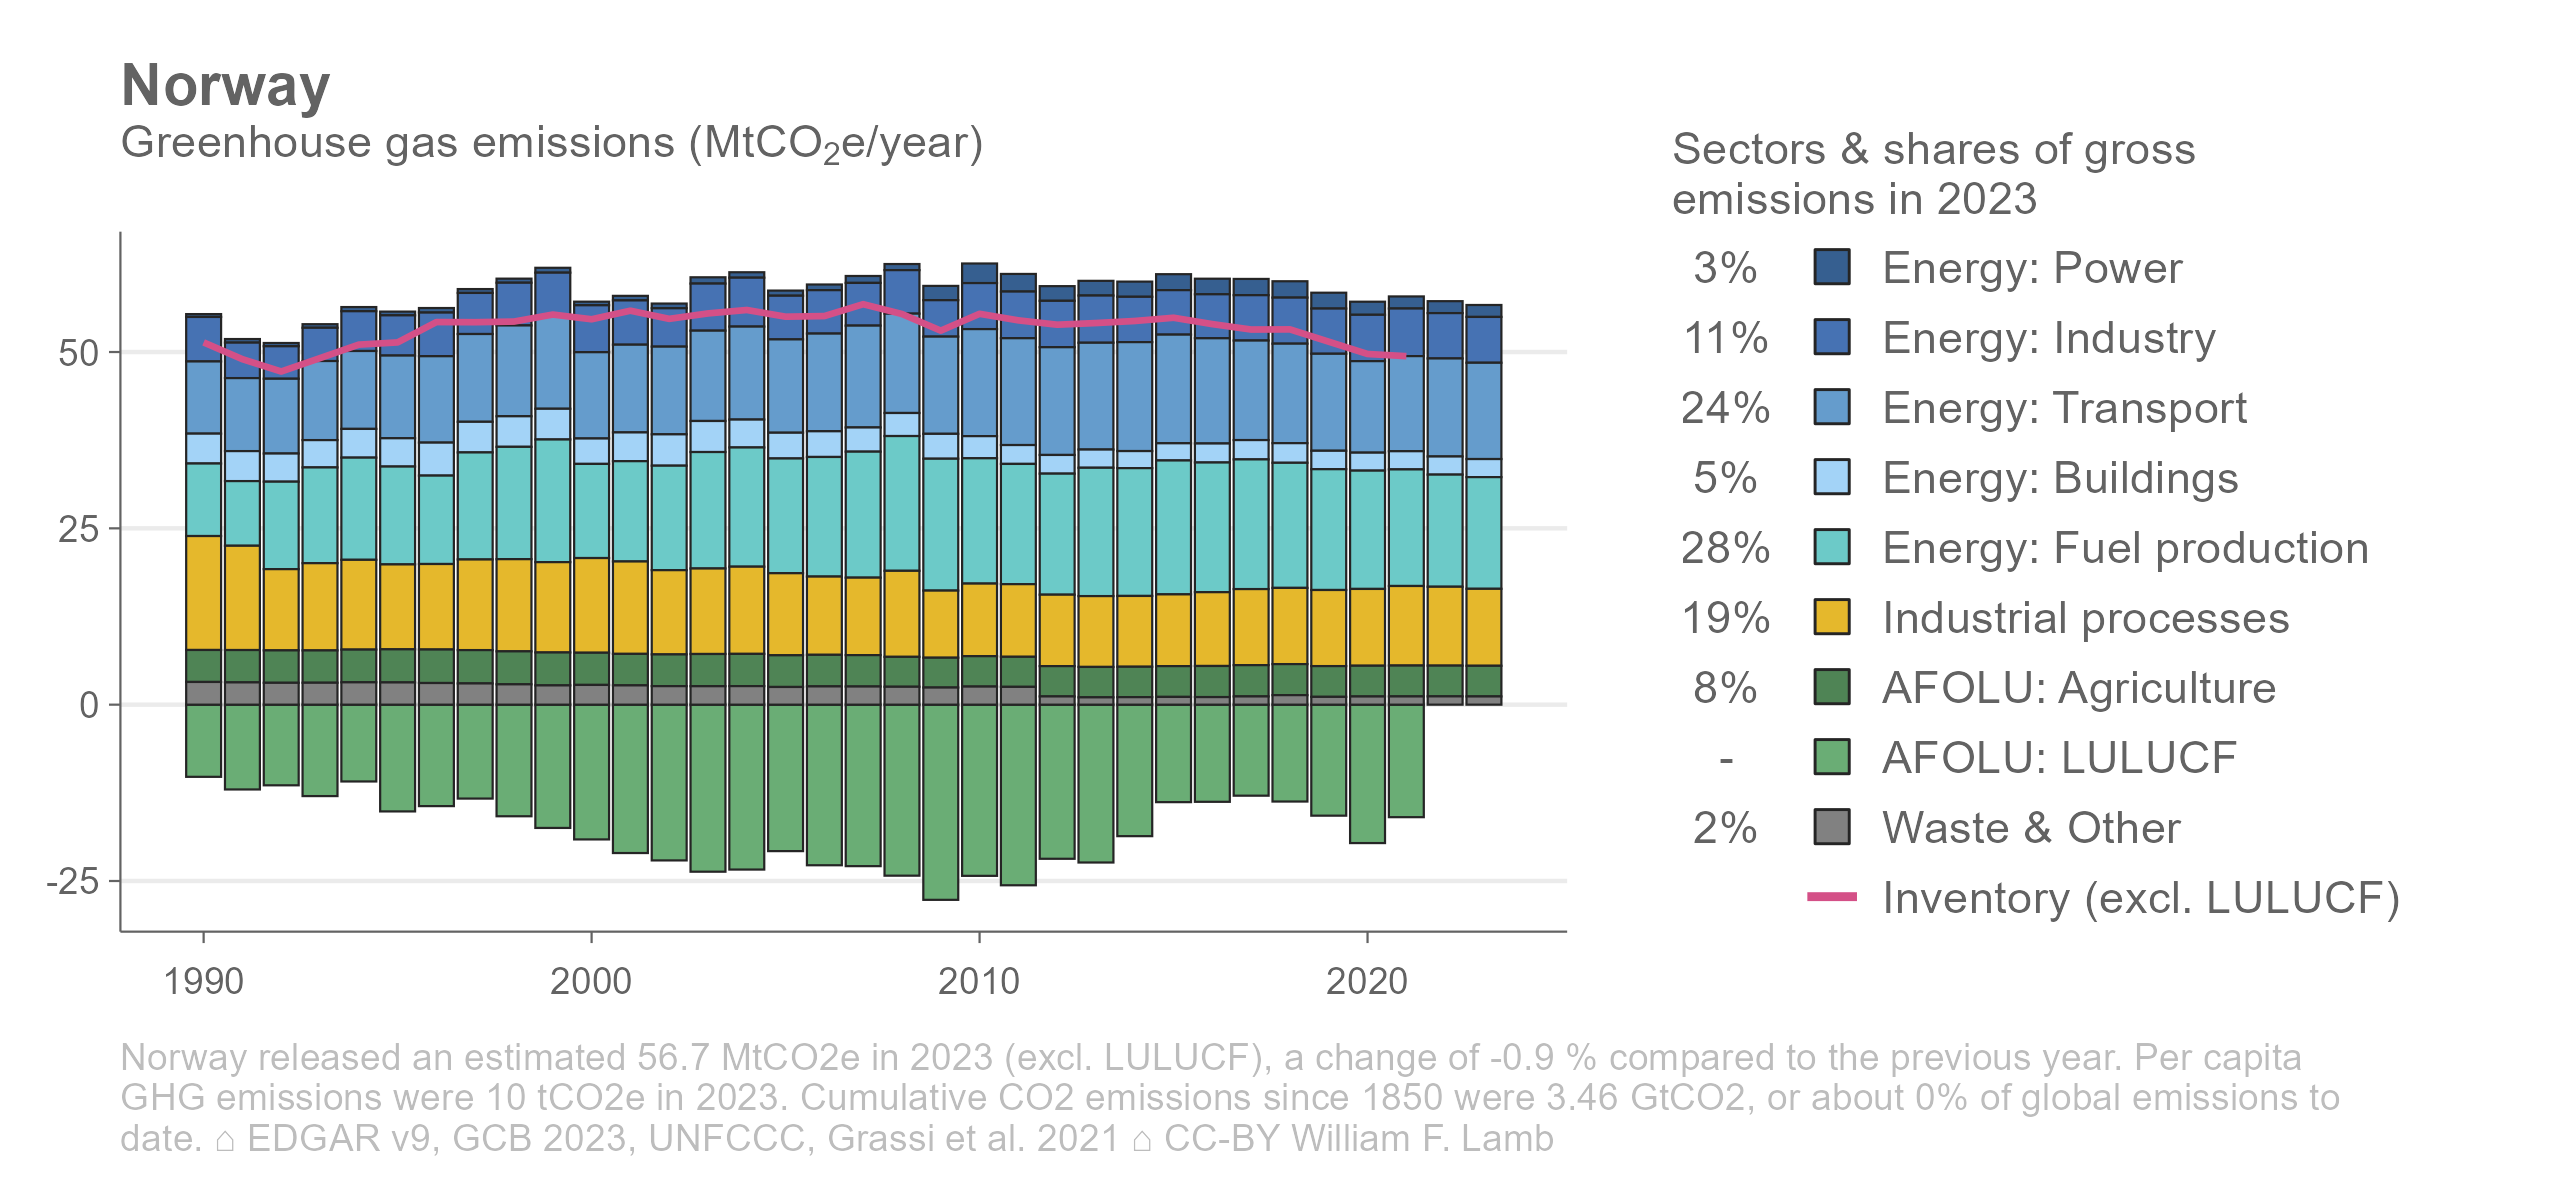 Norway
Greenhouse gas emissions (MtCO₂e/year)
50
25
0
-25
1990
2000
2010
2020
Sectors & shares of gross
emissions in 2023
3% Energy: Power
11% Energy: Industry
24% Energy: Transport
5% Energy: Buildings
28% Energy: Fuel production
19% Industrial processes
8% AFOLU: Agriculture
- AFOLU: LULUCF
2% Waste & Other
Inventory (excl. LULUCF)
Norway released an estimated 56.7 MtCO2e in 2023 (excl. LULUCF), a change of -0.9 % compared to the previous year. Per capita
GHG emissions were 10 tCO2e in 2023. Cumulative CO2 emissions since 1850 were 3.46 GtCO2, or about 0% of global emissions to
date. ⌂ EDGAR v9, GCB 2023, UNFCCC, Grassi et al. 2021 ⌂ CC-BY William F. Lamb